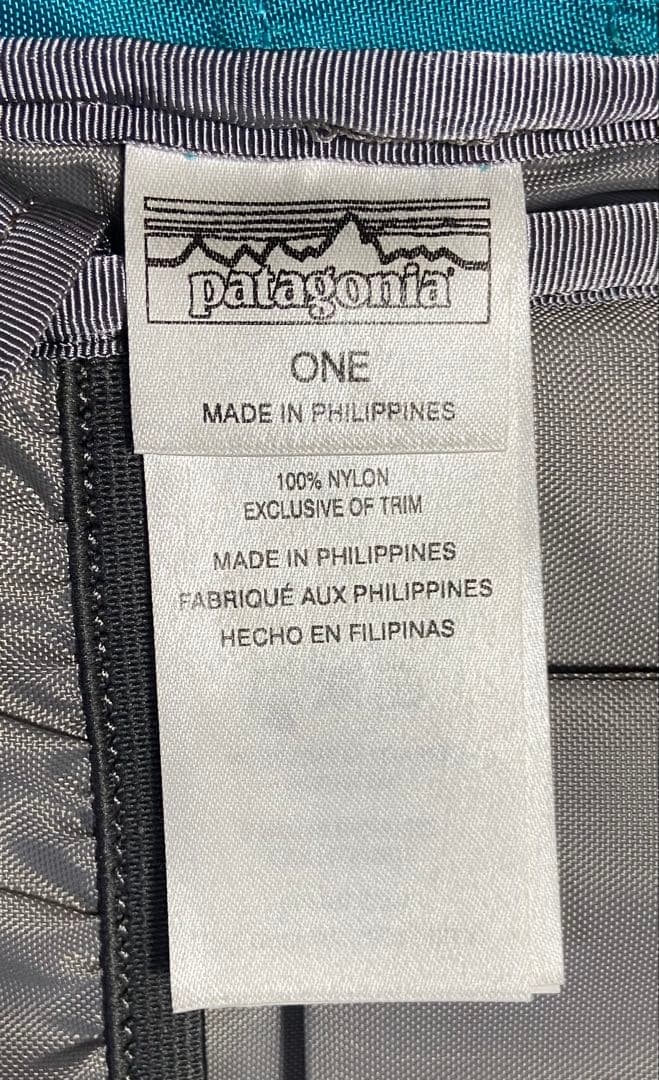 patagonia®
ONE
MADE IN PHILIPPINES
100% NYLON
EXCLUSIVE OF TRIM
MADE IN PHILIPPINES
FABRIQUÉ AUX PHILIPPINES
HECHO EN FILIPINAS